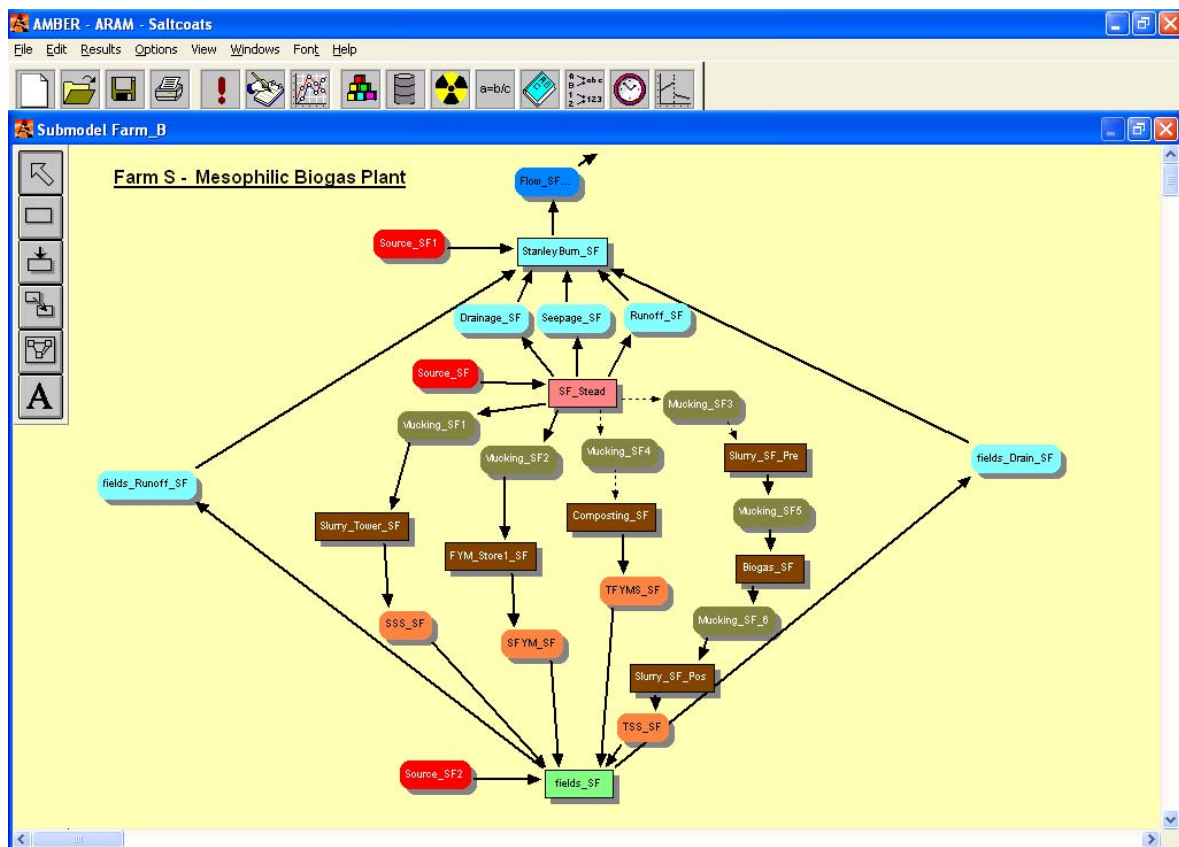 AMBER - ARAM - Saltcoats
File Edit Results Options View Windows Font Help
a=b/c
Submodel Farm_B
A
Farm S - Mesophilic Biogas Plant
Flow_SF...
Source_SF1
StanleyBurn_SF
Drainage_SF
Seepage_SF
Runoff_SF
Source_SF
SF_Stead
Mucking_SF3
Mucking_SF1
Mucking_SF2
Mucking_SF4
Slurry_SF_Pre
fields_Drain_SF
fields_Runoff_SF
Slurry_Tower_SF
Composting_SF
Mucking_SF5
FYM_Store1_SF
Biogas_SF
TFYMS_SF
SSS_SF
SFYM_SF
Mucking_SF_6
Slurry_SF_Pos
TSS_SF
Source_SF2
fields_SF